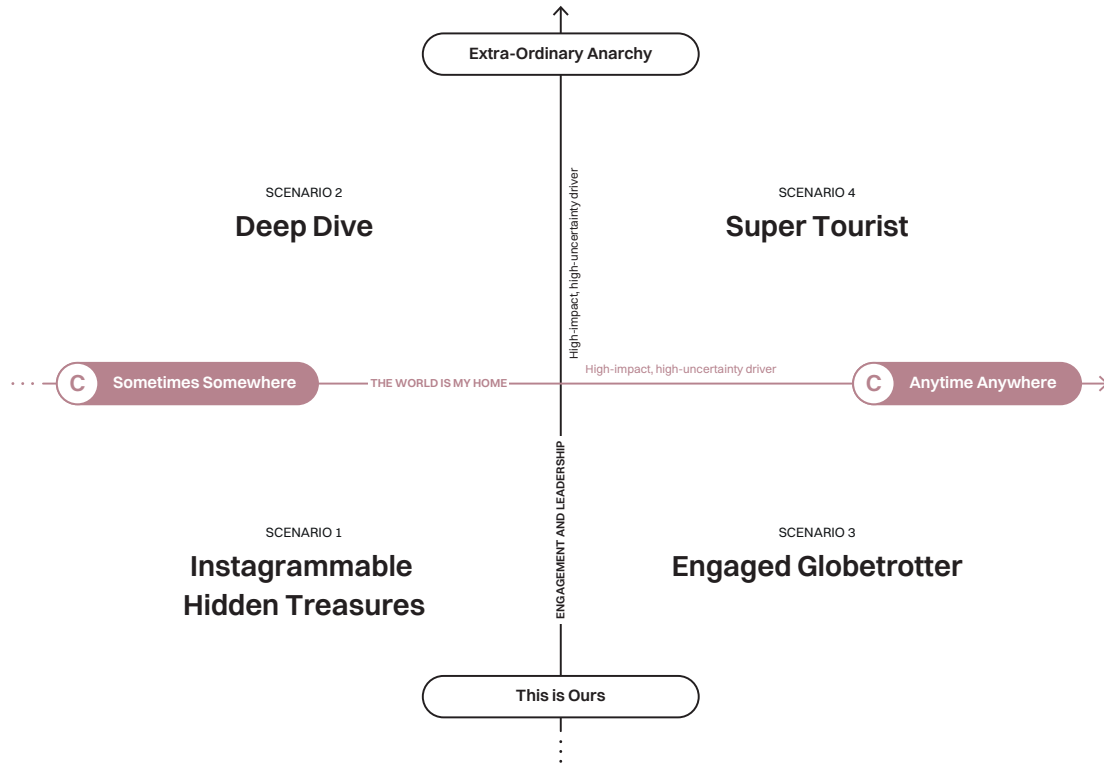 Extra-Ordinary Anarchy
High-impact, high-uncertainty driver
SCENARIO 2
Deep Dive
SCENARIO 4
Super Tourist
C
Sometimes Somewhere
THE WORLD IS MY HOME
High-impact, high-uncertainty driver
C
Anytime Anywhere
ENGAGEMENT AND LEADERSHIP
SCENARIO 1
Instagrammable
Hidden Treasures
SCENARIO 3
Engaged Globetrotter
This is Ours